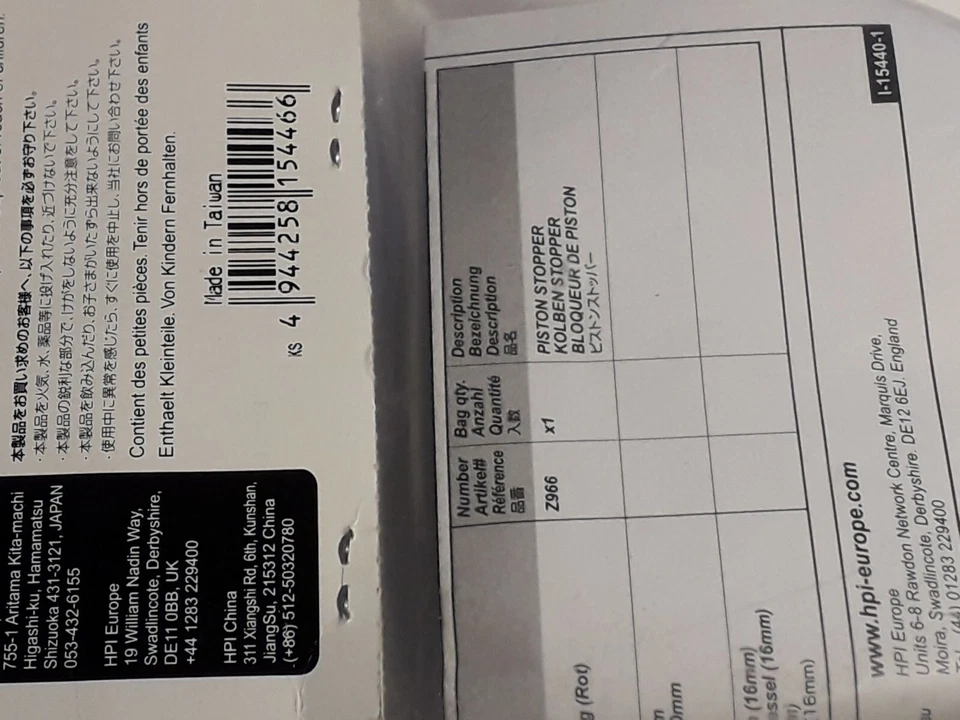 本製品をお買い求めのお客様へ、以下の事項を必ずお守り下さい。
・本製品を火気、水、薬品等に投げ入れたり、近づけないで下さい。
・本製品の鋭利な部分で、けがをしないように充分注意をして下さい。
・本製品を飲み込んだり、お子さまがいたずら出来ないようにして下さい。
・使用中に異常を感じたら、すぐに使用を中止し、当社にお問い合わせ下さい。
Contient des petites pièces. Tenir hors de portée des enfants
Enthaelt Kleinteile. Von Kindern Fernhalten.
Made in Taiwan
4 944258 154466
KS
755-1 Aritama Kita-machi
Higashi-ku, Hamamatsu
Shizuoka 431-3121, JAPAN
053-432-6155
HPI Europe
19 William Nadin Way,
Swadlincote, Derbyshire,
DE11 0BB, UK
+44 1283 229400
HPI China
311 Xiangshi Rd, 6th, Kunshan,
JiangSu, 215312 China
(+86) 512-50320780
Number
Artikel#
Référence
品番
Bag qty.
Anzahl
Quantité
入数
Description
Bezeichnung
Description
品名
Z966
x1
PISTON STOPPER
KOLBEN STOPPER
BLOQUEUR DE PISTON
ピストンストッパー
I-15440-1
g (Rot)
0mm
(16mm)
(16mm)
16mm)
www.hpi-europe.com
HPI Europe
Units 6-8 Rawdon Network Centre, Marquis Drive,
Moira, Swadlincote, Derbyshire. DE12 6EJ. England
(44) 01283 229400